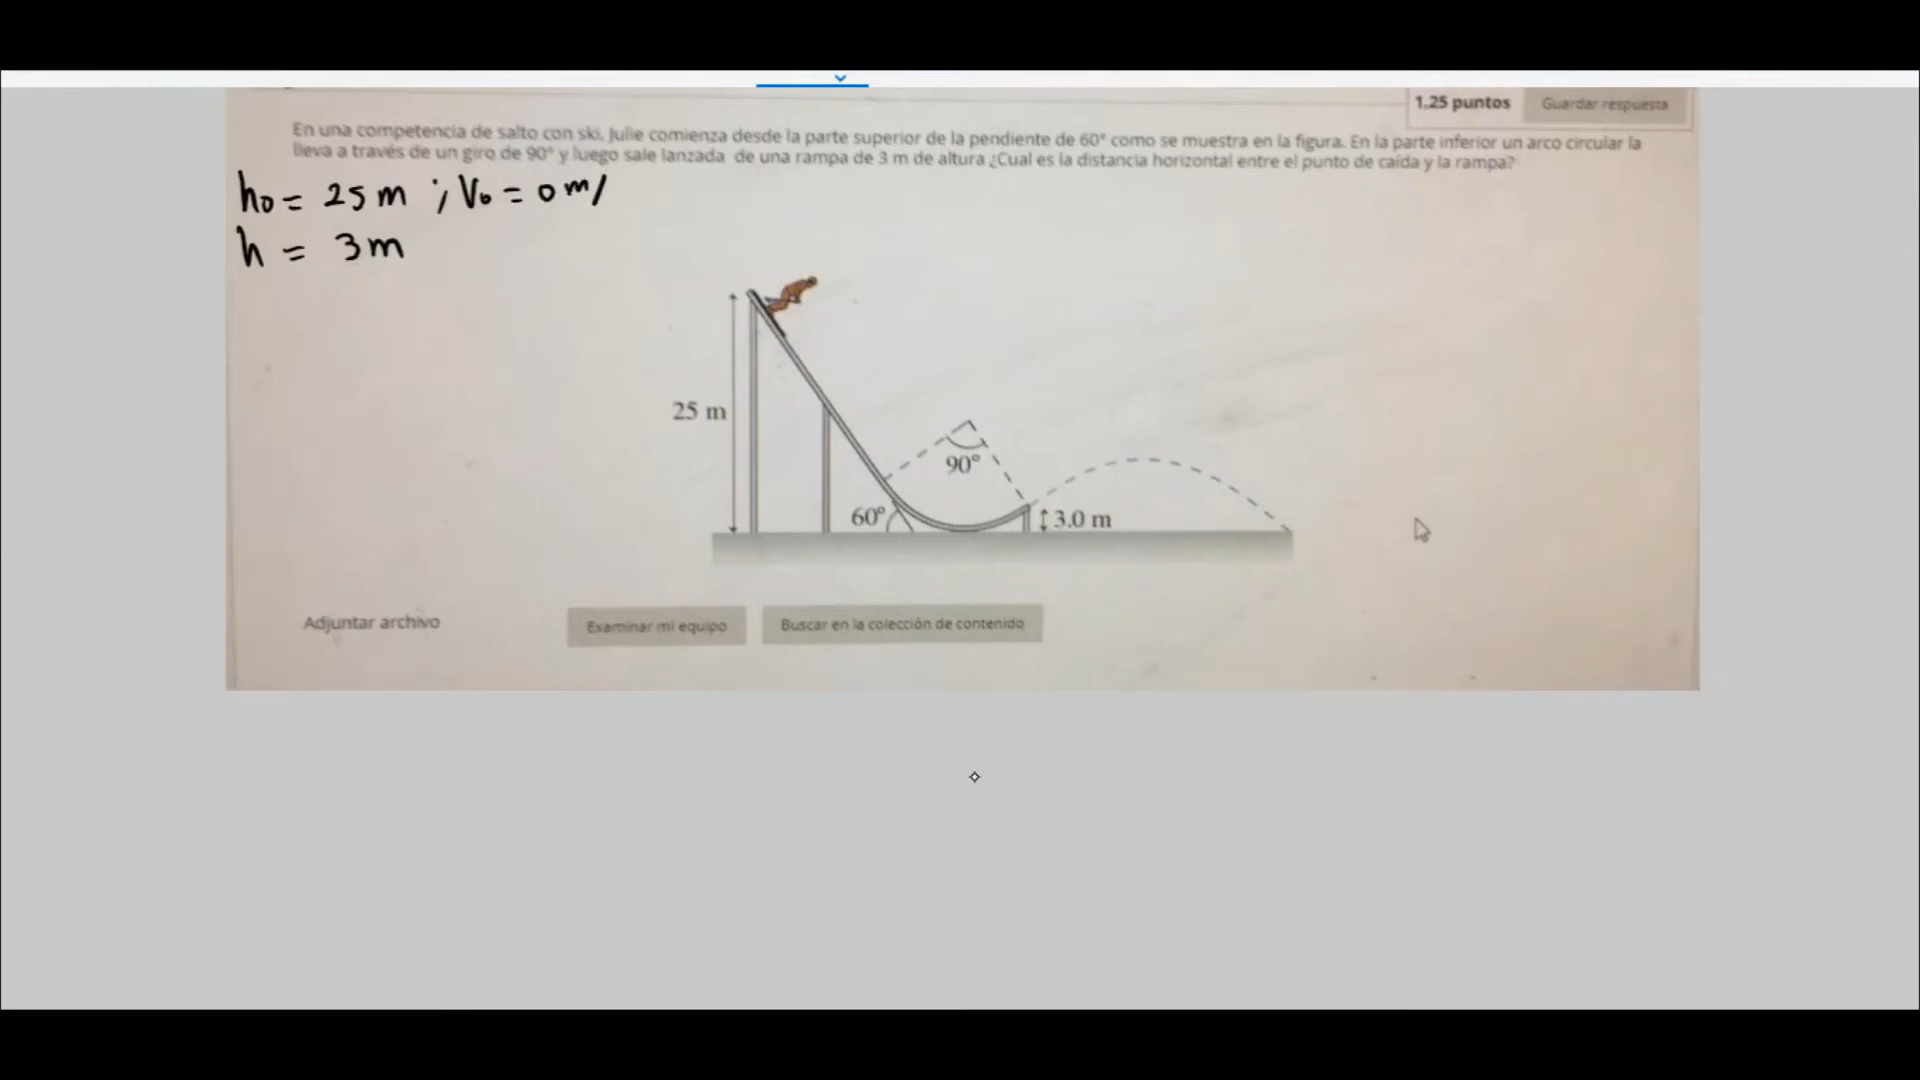 1.25 puntos Guardar respuesta
En una competencia de salto con ski, Julie comienza desde la parte superior de la pendiente de 60° como se muestra en la figura. En la parte inferior un arco circular la
lleva a través de un giro de 90° y luego sale lanzada de una rampa de 3 m de altura ¿Cual es la distancia horizontal entre el punto de caída y la rampa?
h0 = 25 m ; V0 = 0 m/
h = 3 m
25 m
90°
60°
3.0 m
Adjuntar archivo
Examinar mi equipo
Buscar en la colección de contenido